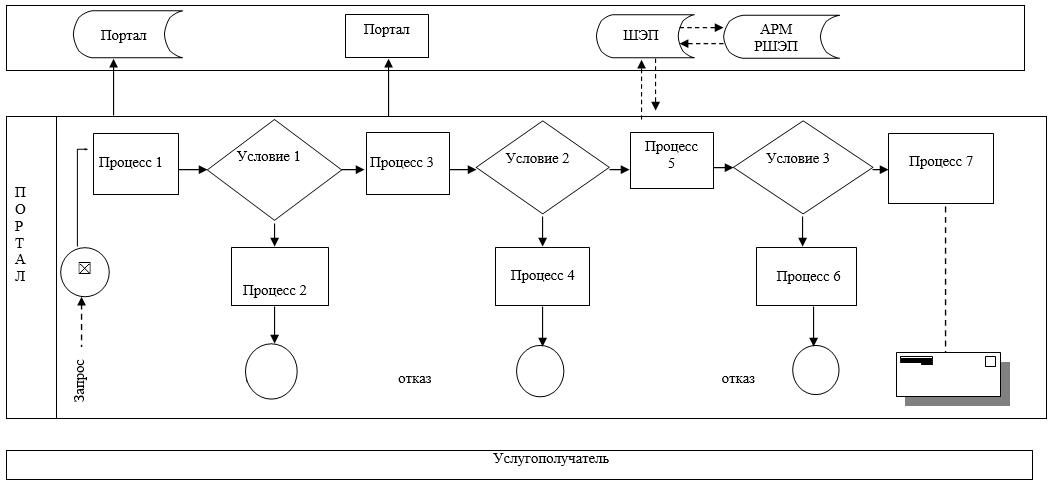 Портал
Портал
ШЭП
АРМ
РШЭП
ПОРТАЛ
Процесс 1
Условие 1
Процесс 3
Условие 2
Процесс
5
Условие 3
Процесс 7
Процесс 2
Процесс 4
Процесс 6
Запрос
отказ
отказ
Услугополучатель